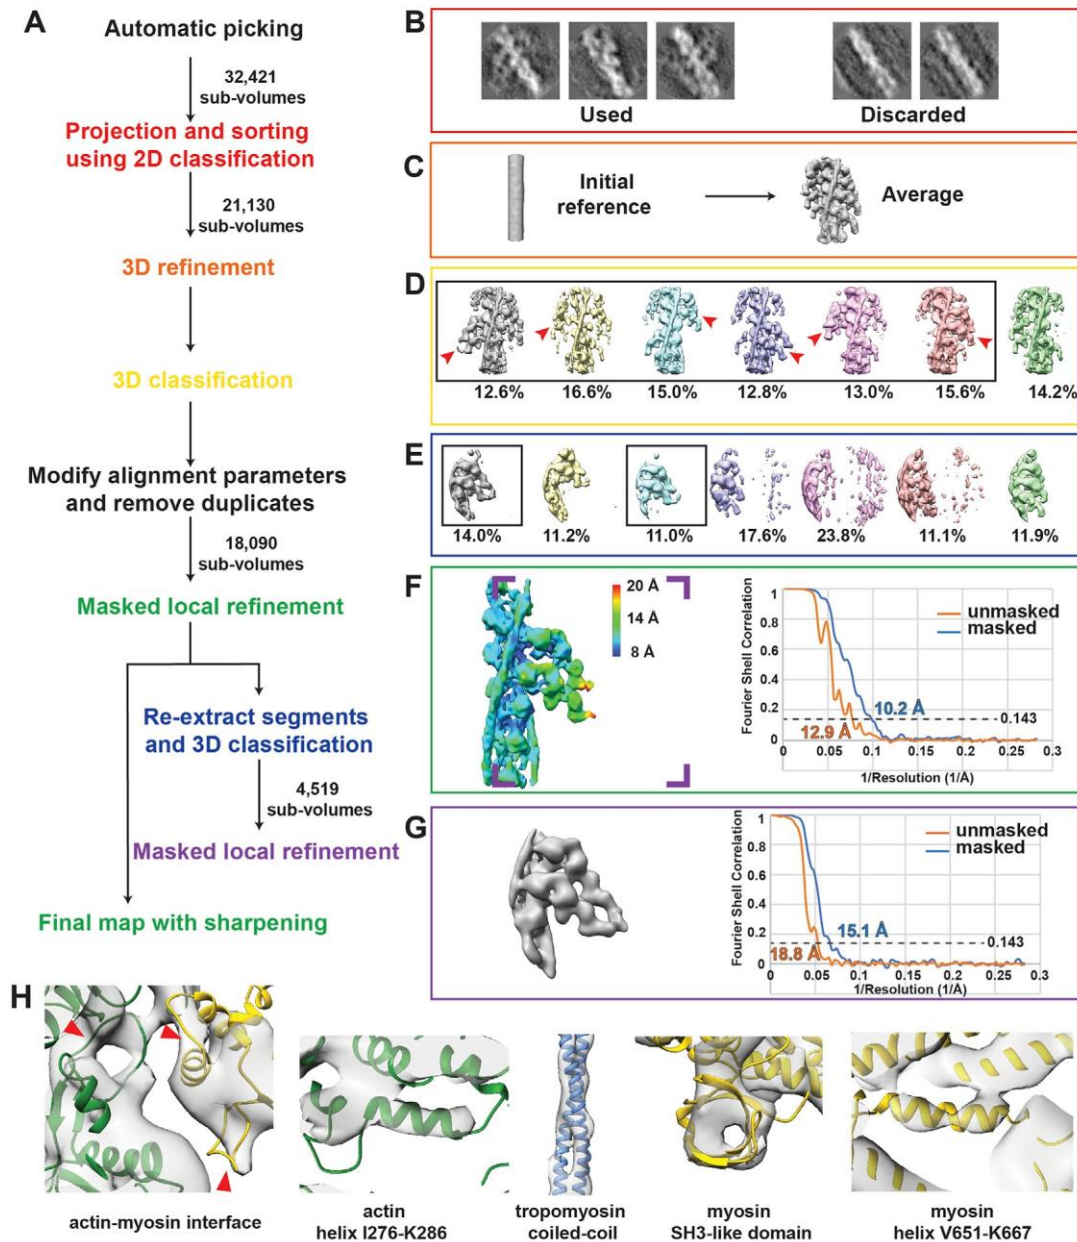 A
Automatic picking
32,421
sub-volumes
Projection and sorting
using 2D classification
21,130
sub-volumes
3D refinement
3D classification
Modify alignment parameters
and remove duplicates
18,090
sub-volumes
Masked local refinement
Re-extract segments
and 3D classification
4,519
sub-volumes
Masked local refinement
Final map with sharpening
B
Used
Discarded
C
Initial
reference
Average
D
12.6%
16.6%
15.0%
12.8%
13.0%
15.6%
14.2%
E
14.0%
11.2%
11.0%
17.6%
23.8%
11.1%
11.9%
F
20 Å
14 Å
8 Å
Fourier Shell Correlation
1
0.8
0.6
0.4
0.2
0
unmasked
masked
10.2 Å
12.9 Å
0.143
0
0.05
0.1
0.15
0.2
0.25
0.3
1/Resolution (1/Å)
G
Fourier Shell Correlation
1
0.8
0.6
0.4
0.2
0
unmasked
masked
15.1 Å
18.8 Å
0.143
0
0.05
0.1
0.15
0.2
0.25
0.3
1/Resolution (1/Å)
H
actin-myosin interface
actin
helix I276-K286
tropomyosin
coiled-coil
myosin
SH3-like domain
myosin
helix V651-K667